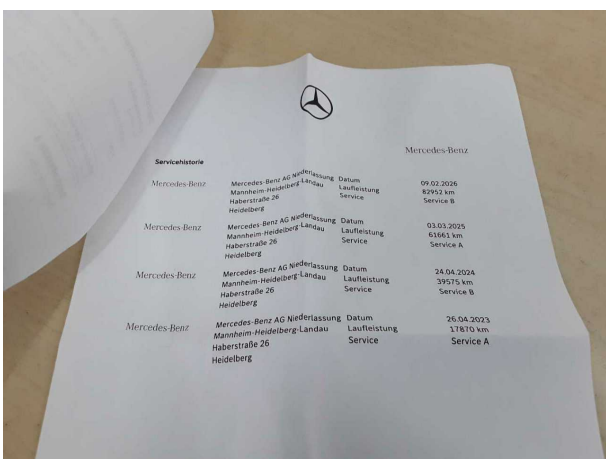 Mercedes-Benz
Servicehistorie
Mercedes-Benz Mercedes-Benz AG Niederlassung Datum 09.02.2026
Mannheim-Heidelberg-Landau Laufleistung 82952 km
Haberstraße 26 Service Service B
Heidelberg
Mercedes-Benz Mercedes-Benz AG Niederlassung Datum 03.03.2025
Mannheim-Heidelberg-Landau Laufleistung 61661 km
Haberstraße 26 Service Service A
Heidelberg
Mercedes-Benz Mercedes-Benz AG Niederlassung Datum 24.04.2024
Mannheim-Heidelberg-Landau Laufleistung 39575 km
Haberstraße 26 Service Service B
Heidelberg
Mercedes-Benz Mercedes-Benz AG Niederlassung Datum 26.04.2023
Mannheim-Heidelberg-Landau Laufleistung 17870 km
Haberstraße 26 Service Service A
Heidelberg